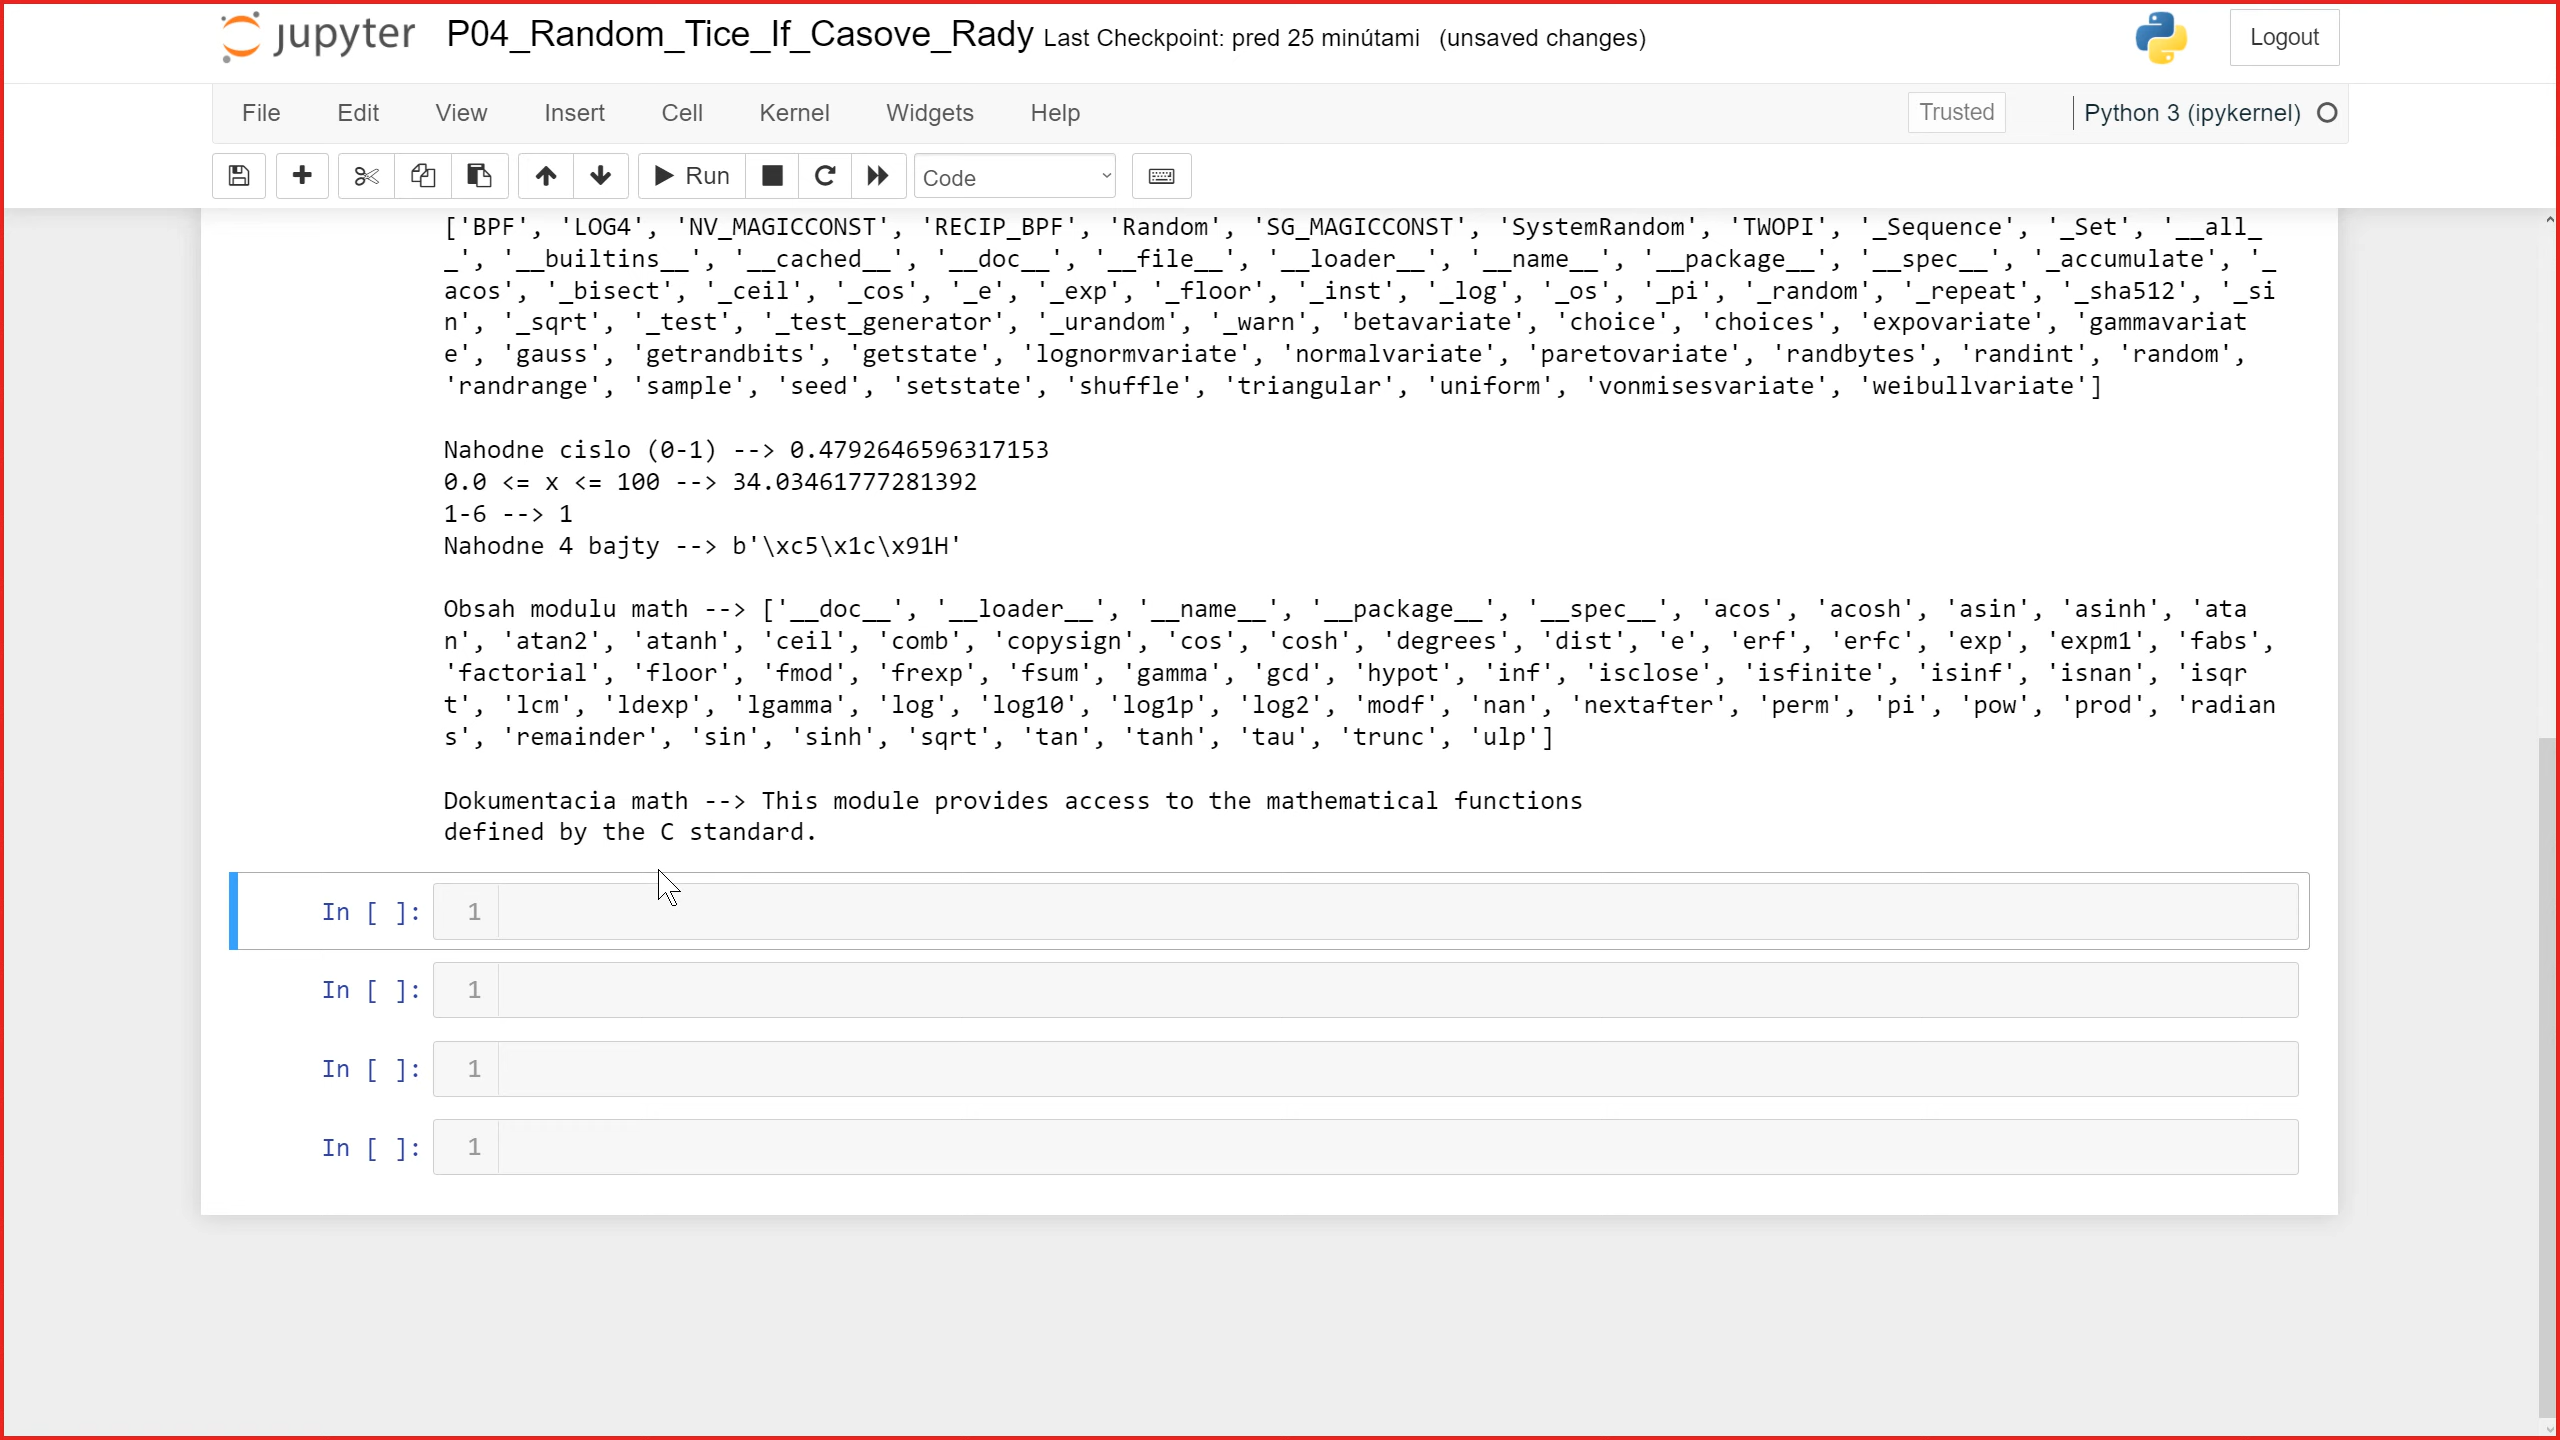 jupyter P04_Random_Tice_If_Casove_Rady Last Checkpoint: pred 25 minútami (unsaved changes) Logout
File Edit View Insert Cell Kernel Widgets Help Trusted Python 3 (ipykernel)
Run Code
['BPF', 'LOG4', 'NV_MAGICCONST', 'RECIP_BPF', 'Random', 'SG_MAGICCONST', 'SystemRandom', 'TWOPI', '_Sequence', '_Set', '__all_
_', '__builtins__', '__cached__', '__doc__', '__file__', '__loader__', '__name__', '__package__', '__spec__', '_accumulate', '_
acos', '_bisect', '_ceil', '_cos', '_e', '_exp', '_floor', '_inst', '_log', '_os', '_pi', '_random', '_repeat', '_sha512', '_si
n', '_sqrt', '_test', '_test_generator', '_urandom', '_warn', 'betavariate', 'choice', 'choices', 'expovariate', 'gammavariat
e', 'gauss', 'getrandbits', 'getstate', 'lognormvariate', 'normalvariate', 'paretovariate', 'randbytes', 'randint', 'random',
'randrange', 'sample', 'seed', 'setstate', 'shuffle', 'triangular', 'uniform', 'vonmisesvariate', 'weibullvariate']
Nahodne cislo (0-1) --> 0.4792646596317153
0.0 <= x <= 100 --> 34.03461777281392
1-6 --> 1
Nahodne 4 bajty --> b'\xc5\x1c\x91H'
Obsah modulu math --> ['__doc__', '__loader__', '__name__', '__package__', '__spec__', 'acos', 'acosh', 'asin', 'asinh', 'ata
n', 'atan2', 'atanh', 'ceil', 'comb', 'copysign', 'cos', 'cosh', 'degrees', 'dist', 'e', 'erf', 'erfc', 'exp', 'expm1', 'fabs',
'factorial', 'floor', 'fmod', 'frexp', 'fsum', 'gamma', 'gcd', 'hypot', 'inf', 'isclose', 'isfinite', 'isinf', 'isnan', 'isqr
t', 'lcm', 'ldexp', 'lgamma', 'log', 'log10', 'log1p', 'log2', 'modf', 'nan', 'nextafter', 'perm', 'pi', 'pow', 'prod', 'radian
s', 'remainder', 'sin', 'sinh', 'sqrt', 'tan', 'tanh', 'tau', 'trunc', 'ulp']
Dokumentacia math --> This module provides access to the mathematical functions
defined by the C standard.
In [ ]: 1
In [ ]: 1
In [ ]: 1
In [ ]: 1